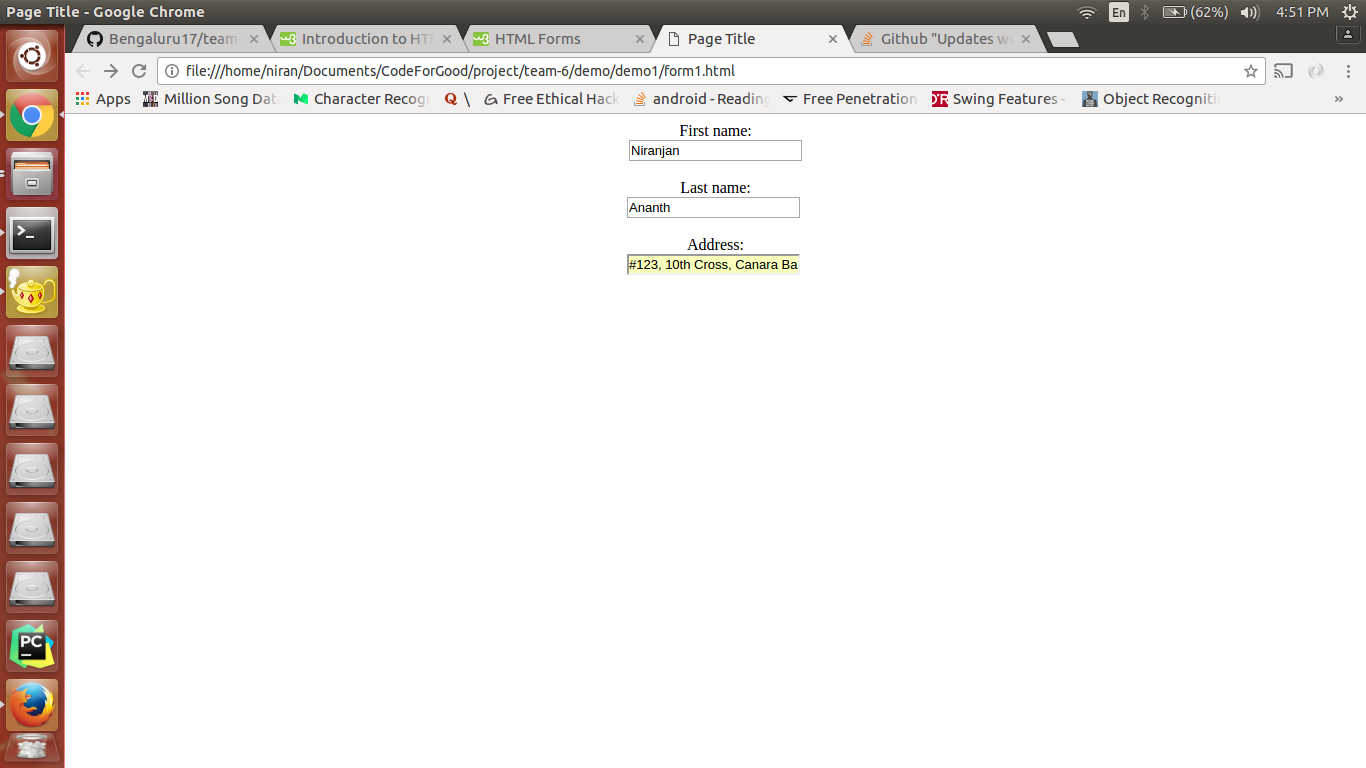 Page Title - Google Chrome
En
(62%)
4:51 PM
Bengaluru17/team
Introduction to HT
HTML Forms
Page Title
Github "Updates w
file:///home/niran/Documents/CodeForGood/project/team-6/demo/demo1/form1.html
Apps
Million Song Dat
Character Recog
Q \
Free Ethical Hack
android - Reading
Free Penetration
Swing Features -
Object Recogniti
»
First name:
Niranjan
Last name:
Ananth
Address:
#123, 10th Cross, Canara Ba
PC